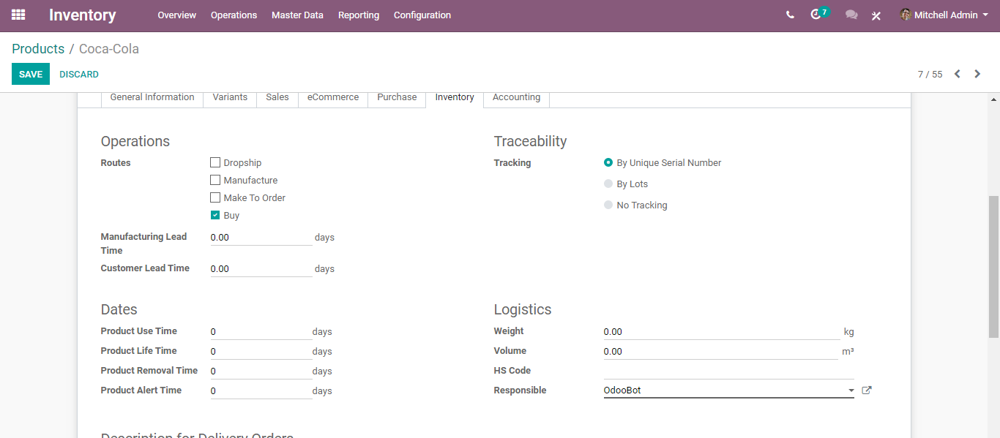 Inventory Overview Operations Master Data Reporting Configuration 7 Mitchell Admin
Products / Coca-Cola
SAVE DISCARD 7 / 55
General Information Variants Sales eCommerce Purchase Inventory Accounting
Operations Traceability
Routes Dropship Tracking By Unique Serial Number
Manufacture By Lots
Make To Order No Tracking
Buy
Manufacturing Lead 0.00 days
Time
Customer Lead Time 0.00 days
Dates Logistics
Product Use Time 0 days Weight 0.00 kg
Product Life Time 0 days Volume 0.00 m³
Product Removal Time 0 days HS Code
Product Alert Time 0 days Responsible OdooBot
Description for Delivery Orders